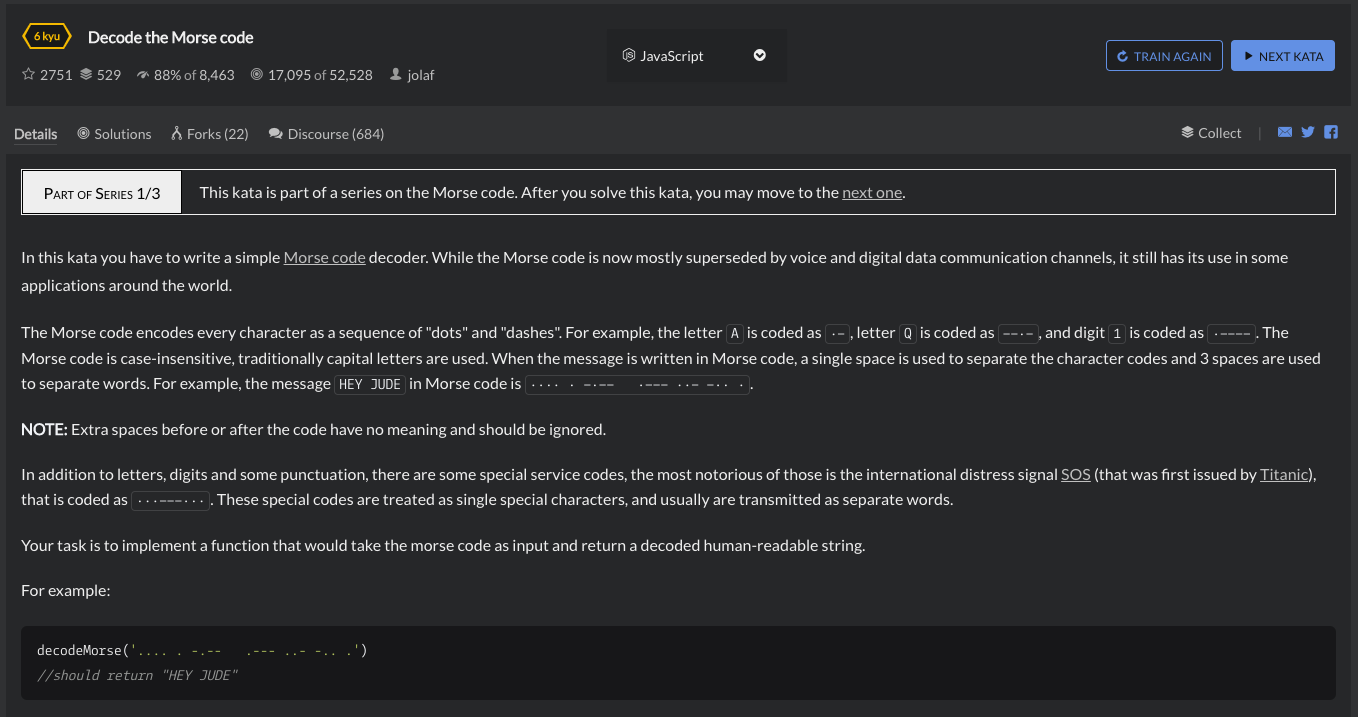 6 kyu Decode the Morse code
JavaScript
TRAIN AGAIN NEXT KATA
2751 529 88% of 8,463 17,095 of 52,528 jolaf
Details Solutions Forks (22) Discourse (684) Collect |
Part of Series 1/3 This kata is part of a series on the Morse code. After you solve this kata, you may move to the next one.
In this kata you have to write a simple Morse code decoder. While the Morse code is now mostly superseded by voice and digital data communication channels, it still has its use in some
applications around the world.
The Morse code encodes every character as a sequence of "dots" and "dashes". For example, the letter A is coded as ·−, letter Q is coded as −−·−, and digit 1 is coded as ·−−−−. The
Morse code is case-insensitive, traditionally capital letters are used. When the message is written in Morse code, a single space is used to separate the character codes and 3 spaces are used
to separate words. For example, the message HEY JUDE in Morse code is ···· · −·−−   ·−−− ··− −·· ·.
NOTE: Extra spaces before or after the code have no meaning and should be ignored.
In addition to letters, digits and some punctuation, there are some special service codes, the most notorious of those is the international distress signal SOS (that was first issued by Titanic),
that is coded as ···−−−···. These special codes are treated as single special characters, and usually are transmitted as separate words.
Your task is to implement a function that would take the morse code as input and return a decoded human-readable string.
For example:
decodeMorse('.... . -.--   .--- ..- -.. .')
//should return "HEY JUDE"